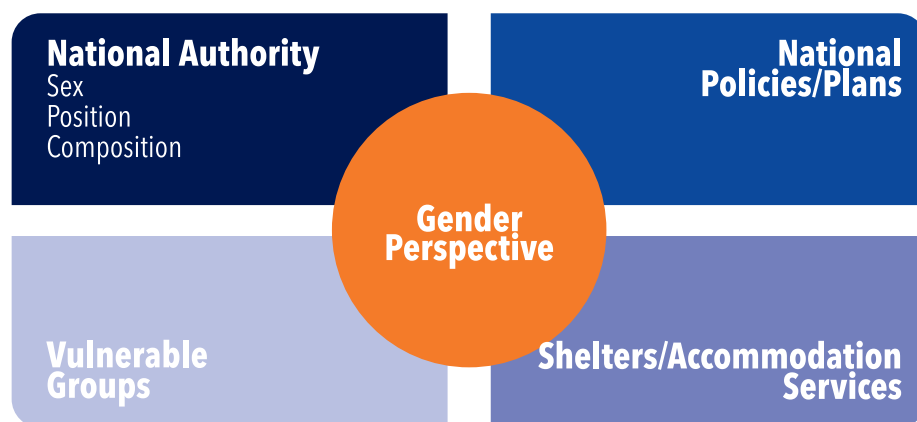 National Authority
Sex
Position
Composition
National
Policies/Plans
Gender
Perspective
Vulnerable
Groups
Shelters/Accommodation
Services